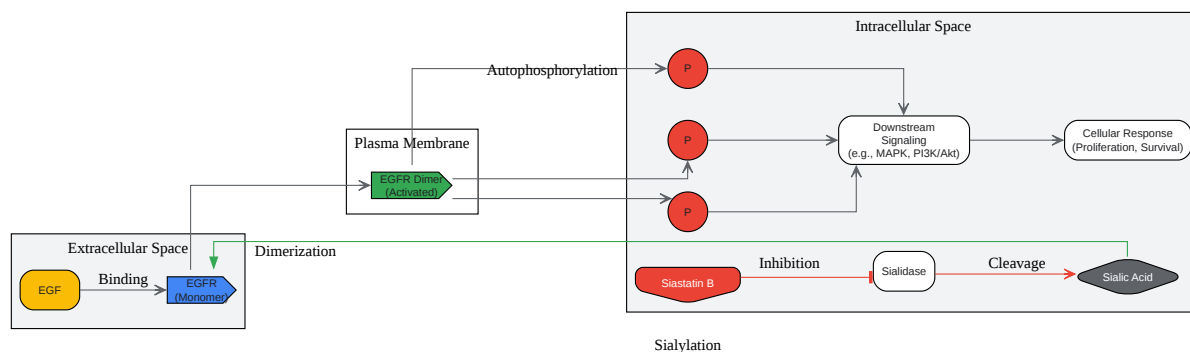 Intracellular Space
Autophosphorylation
P
Plasma Membrane
EGFR Dimer
(Activated)
P
Downstream
Signaling
(e.g., MAPK, PI3K/Akt)
Cellular Response
(Proliferation, Survival)
P
Extracellular Space
Dimerization
EGF
Binding
EGFR
(Monomer)
Siastatin B
Inhibition
Sialidase
Cleavage
Sialic Acid
Sialylation